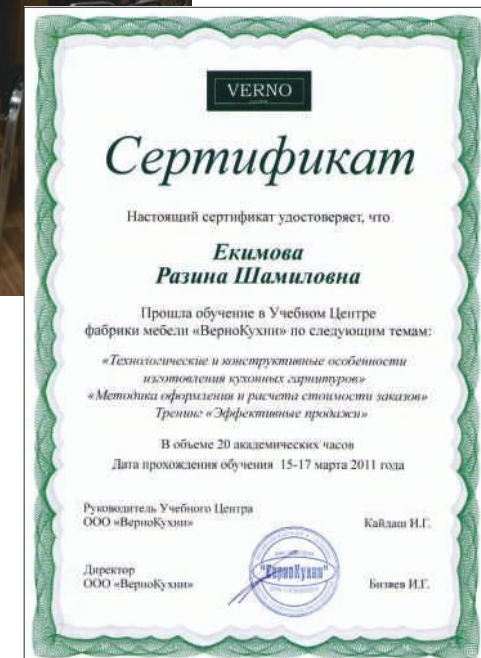 VERNO
Сертификат
Настоящий сертификат удостоверяет, что
Екимова
Разина Шамиловна
Прошла обучение в Учебном Центре
фабрики мебели «ВерноКухни» по следующим темам:
«Технологические и конструктивные особенности
изготовления кухонных гарнитуров»
«Методика оформления и расчета стоимости заказов»
Тренинг «Эффективные продажи»
В объеме 20 академических часов
Дата прохождения обучения 15-17 марта 2011 года
Руководитель Учебного Центра
ООО «ВерноКухни»
Кайдаш И.Г.
Директор
ООО «ВерноКухни»
"ВерноКухни"
Бизяев И.Г.